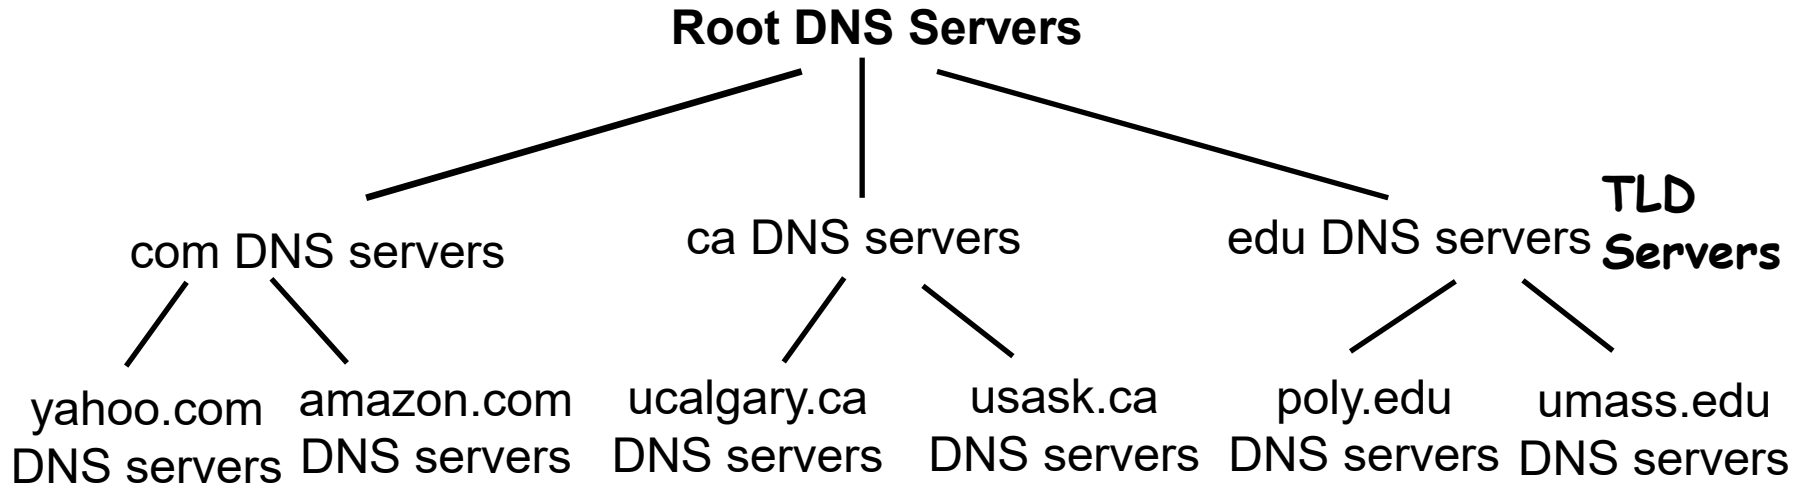 Root DNS Servers
com DNS servers
ca DNS servers
edu DNS servers
TLD
Servers
yahoo.com
DNS servers
amazon.com
DNS servers
ucalgary.ca
DNS servers
usask.ca
DNS servers
poly.edu
DNS servers
umass.edu
DNS servers